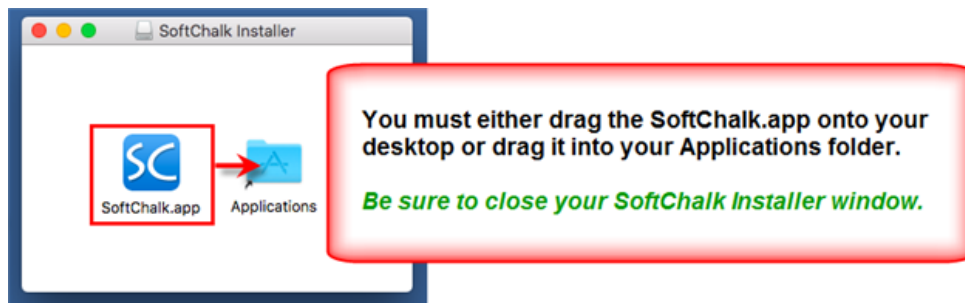 SoftChalk Installer
You must either drag the SoftChalk.app onto your
desktop or drag it into your Applications folder.
Be sure to close your SoftChalk Installer window.
SC
SoftChalk.app
Applications